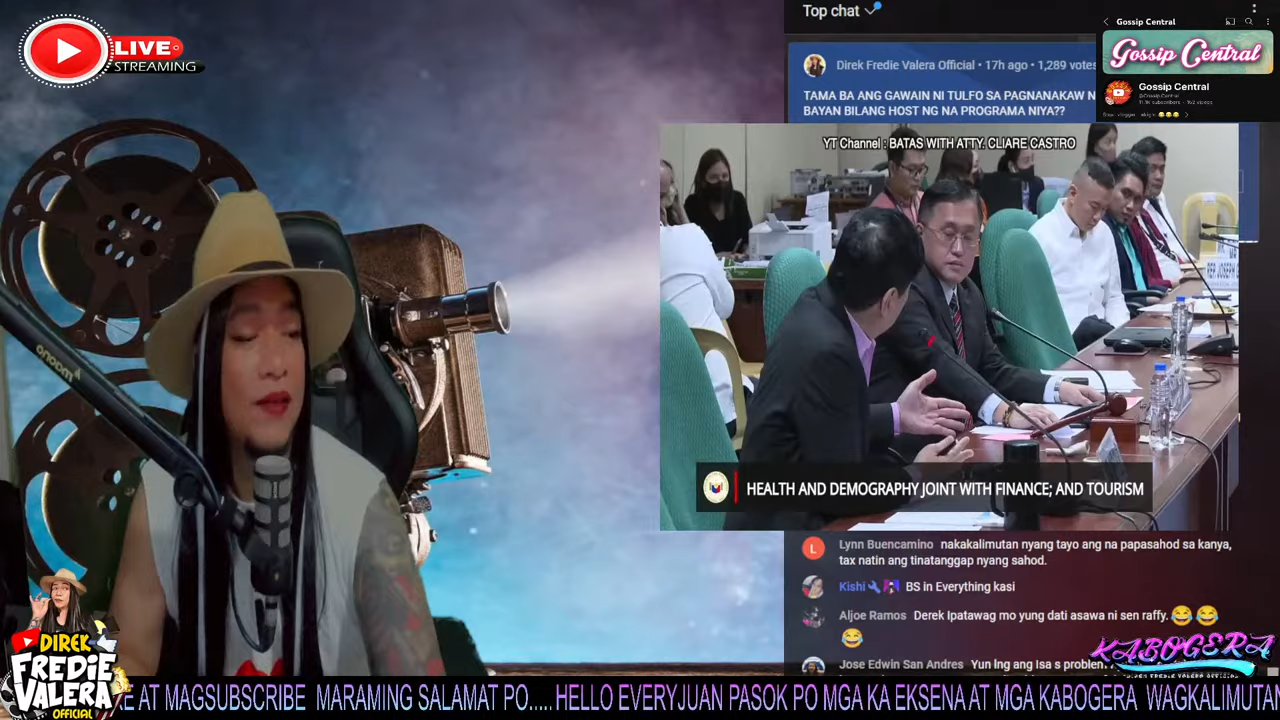 LIVE
STREAMING
Top chat
Gossip Central
Gossip Central
Gossip Central
Direk Fredie Valera Official • 17h ago • 1,289 votes
TAMA BA ANG GAWAIN NI TULFO SA PAGNANAKAW N
BAYAN BILANG HOST NG NA PROGRAMA NIYA??
YT Channel : BATAS WITH ATTY. CLIARE CASTRO
HEALTH AND DEMOGRAPHY JOINT WITH FINANCE; AND TOURISM
L
Lynn Buencamino nakakalimutan nyang tayo ang na papasahod sa kanya,
tax natin ang tinatanggap nyang sahod.
Kishi BS in Everything kasi
Aljoe Ramos Derek Ipatawag mo yung dati asawa ni sen raffy. 😂 😂
😂
Jose Edwin San Andres Yun lng ang Isa s problem
KABOGERA
DIREK
FREDIE
VALERA
OFFICIAL
E AT MAGSUBSCRIBE MARAMING SALAMAT PO.....HELLO EVERYJUAN PASOK PO MGA KA EKSENA AT MGA KABOGERA WAGKALIMUTAN